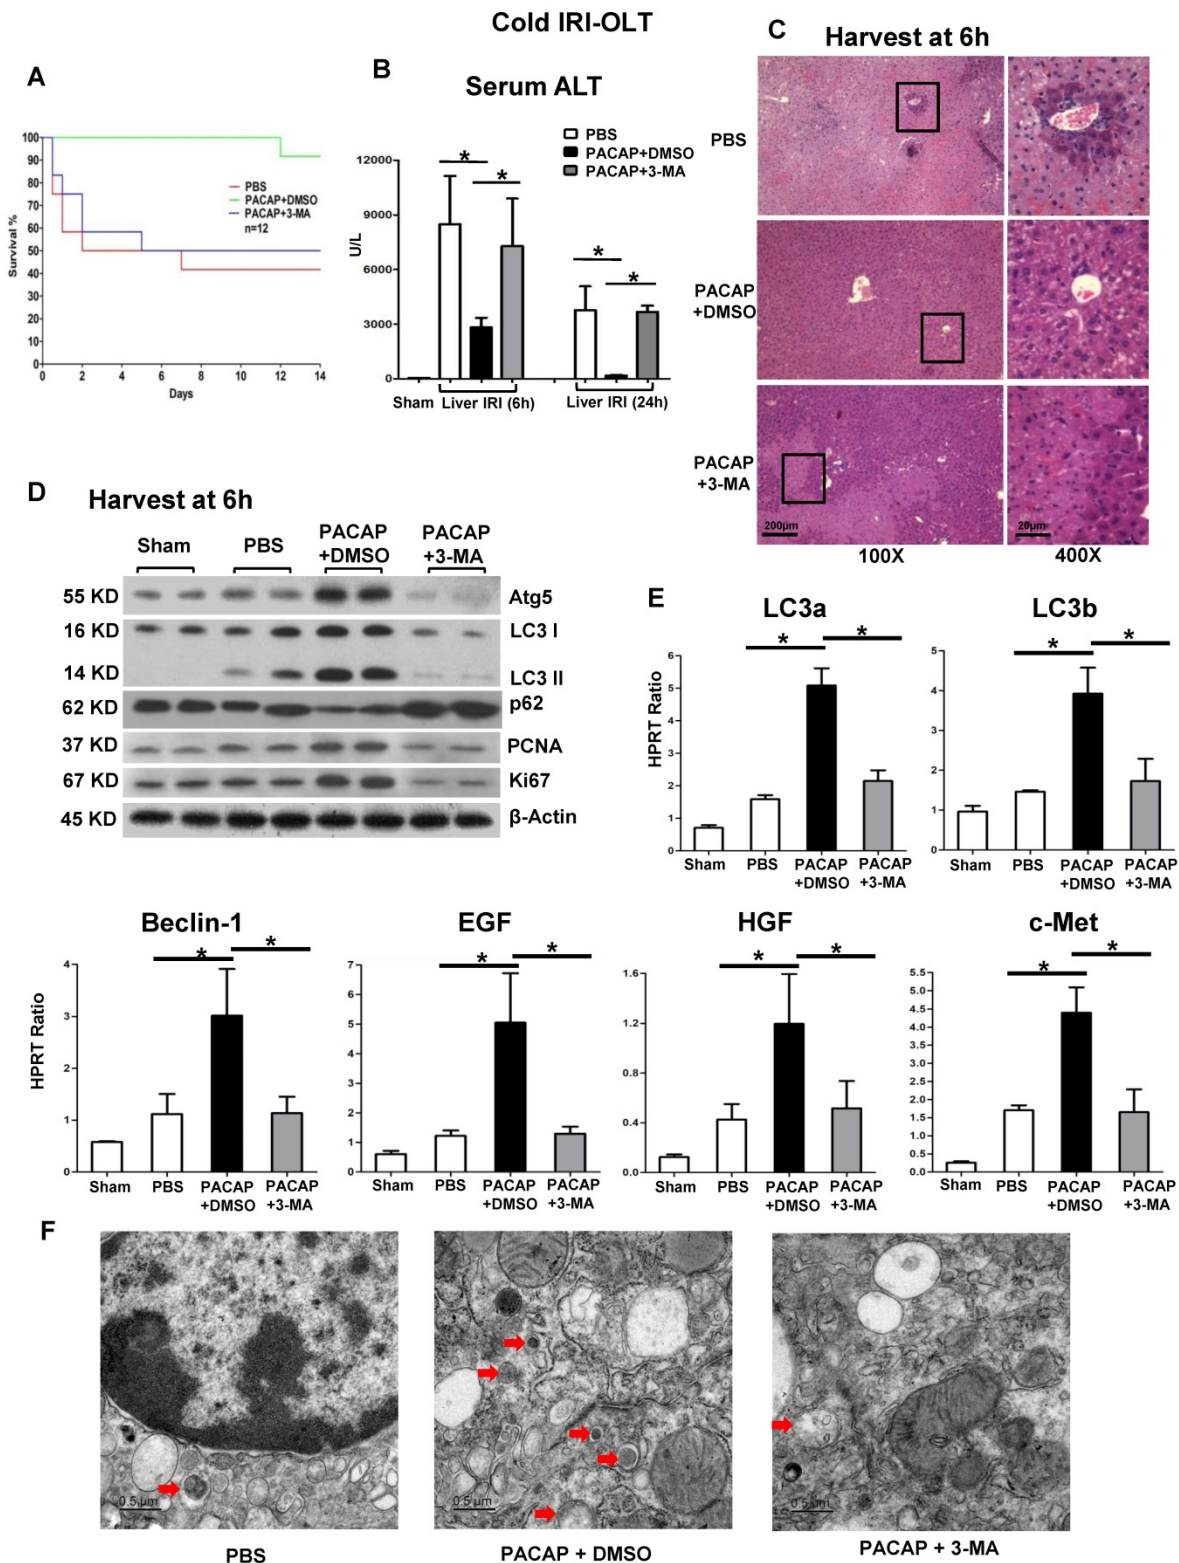 Cold IRI-OLT
A
Survival %
100
90
80
70
60
50
40
30
20
10
0
0 2 4 6 8 10 12 14
Days
PBS
PACAP+DMSO
PACAP+3-MA
n=12
B
Serum ALT
PBS
PACAP+DMSO
PACAP+3-MA
U/L
12000
9000
6000
3000
0
* * * *
Sham Liver IRI (6h) Liver IRI (24h)
C
Harvest at 6h
PBS
PACAP
+DMSO
PACAP
+3-MA
200µm
20µm
100X 400X
D
Harvest at 6h
Sham PBS PACAP
+DMSO PACAP
+3-MA
55 KD Atg5
16 KD LC3 I
14 KD LC3 II
62 KD p62
37 KD PCNA
67 KD Ki67
45 KD β-Actin
E
LC3a
* *
HPRT Ratio
6
5
4
3
2
1
0
Sham PBS PACAP
+DMSO PACAP
+3-MA
LC3b
* *
5
4
3
2
1
0
Sham PBS PACAP
+DMSO PACAP
+3-MA
Beclin-1
* *
HPRT Ratio
4
3
2
1
0
Sham PBS PACAP
+DMSO PACAP
+3-MA
EGF
* *
7
6
5
4
3
2
1
0
Sham PBS PACAP
+DMSO PACAP
+3-MA
HGF
* *
1.6
1.2
0.8
0.4
0.0
Sham PBS PACAP
+DMSO PACAP
+3-MA
c-Met
* *
5.5
5.0
4.5
4.0
3.5
3.0
2.5
2.0
1.5
1.0
0.5
0.0
Sham PBS PACAP
+DMSO PACAP
+3-MA
F
0.5 µm
0.5 µm
0.5 µm
PBS
PACAP + DMSO
PACAP + 3-MA